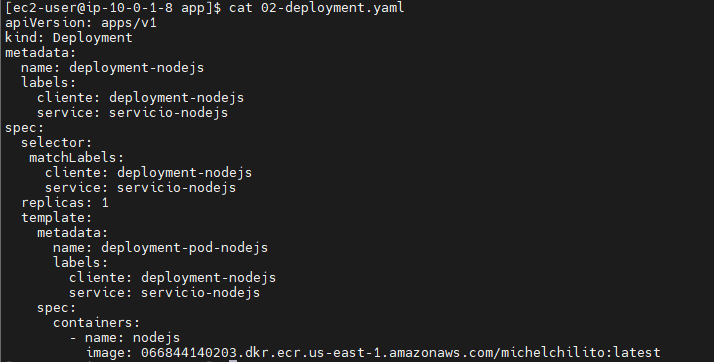 [ec2-user@ip-10-0-1-8 app]$ cat 02-deployment.yaml
apiVersion: apps/v1
kind: Deployment
metadata:
  name: deployment-nodejs
  labels:
    cliente: deployment-nodejs
    service: servicio-nodejs
spec:
  selector:
   matchLabels:
     cliente: deployment-nodejs
     service: servicio-nodejs
  replicas: 1
  template:
    metadata:
      name: deployment-pod-nodejs
      labels:
        cliente: deployment-nodejs
        service: servicio-nodejs
    spec:
      containers:
        - name: nodejs
          image: 066844140203.dkr.ecr.us-east-1.amazonaws.com/michelchilito:latest